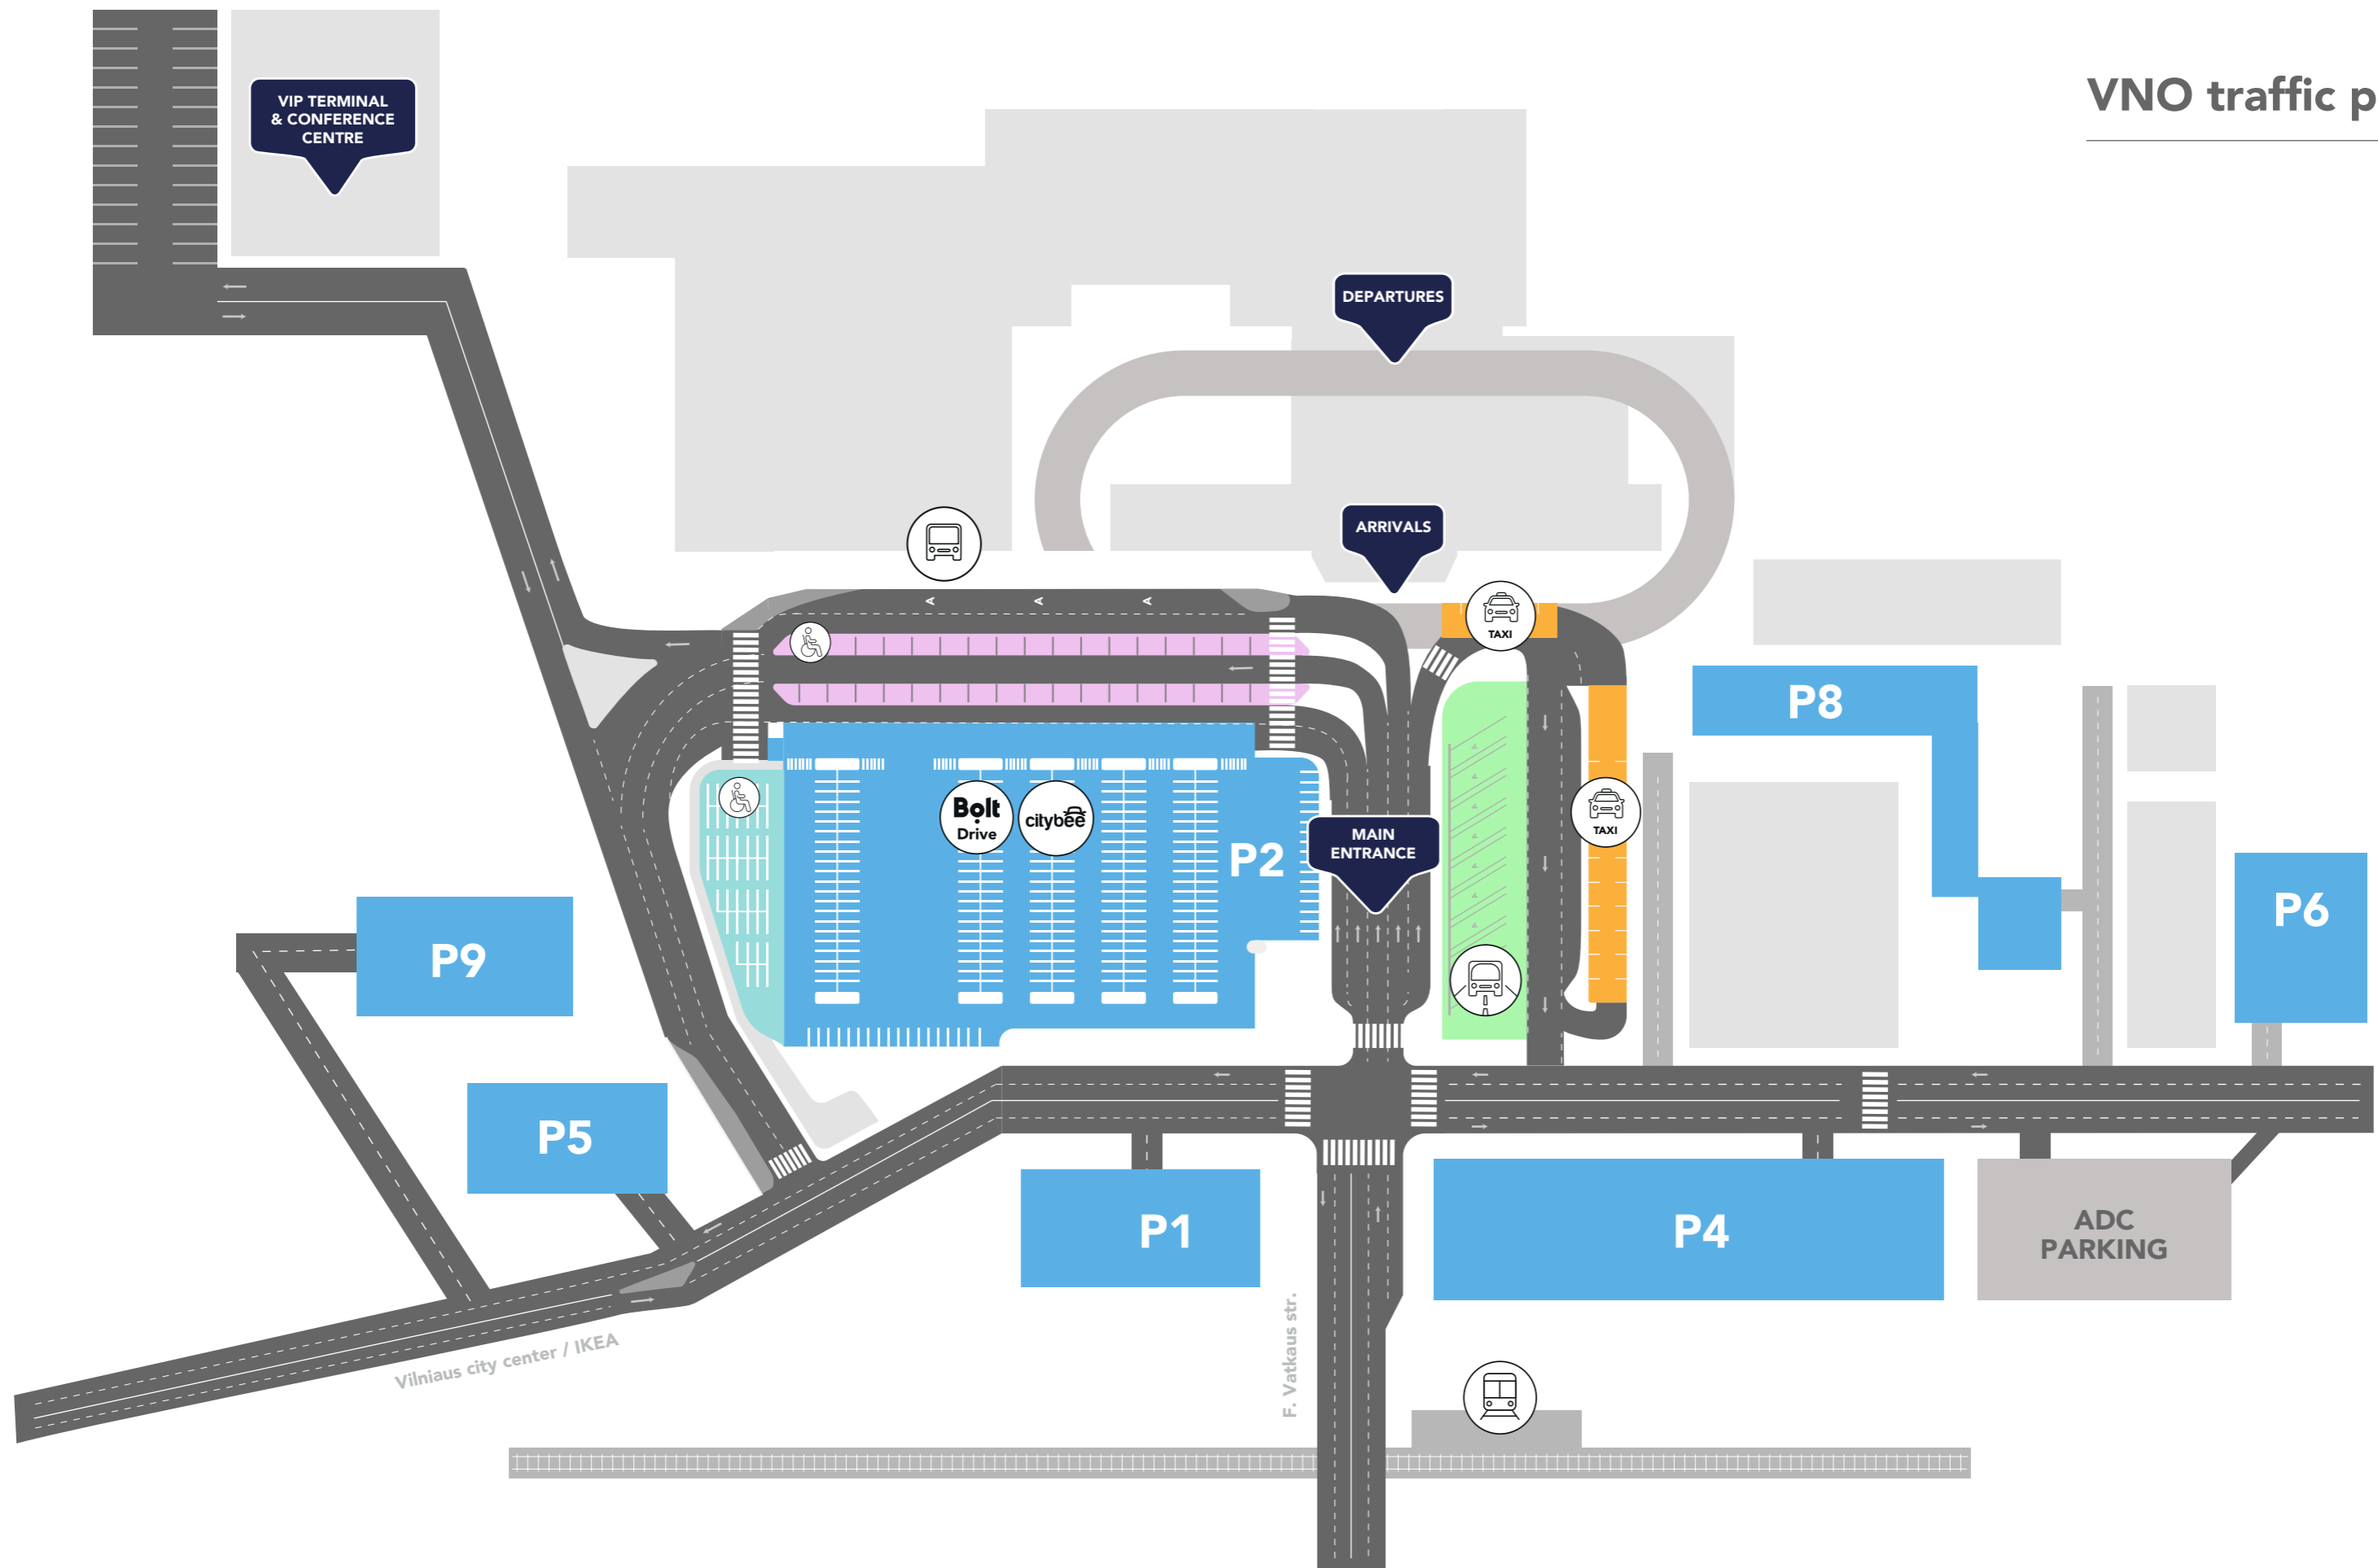 VNO traffic p
VIP TERMINAL
& CONFERENCE
CENTRE
DEPARTURES
ARRIVALS
TAXI
P8
TAXI
Bolt
Drive
citybee
P2
MAIN
ENTRANCE
P6
P9
P5
P1
P4
ADC
PARKING
Vilniaus city center / IKEA
F. Vatkaus str.